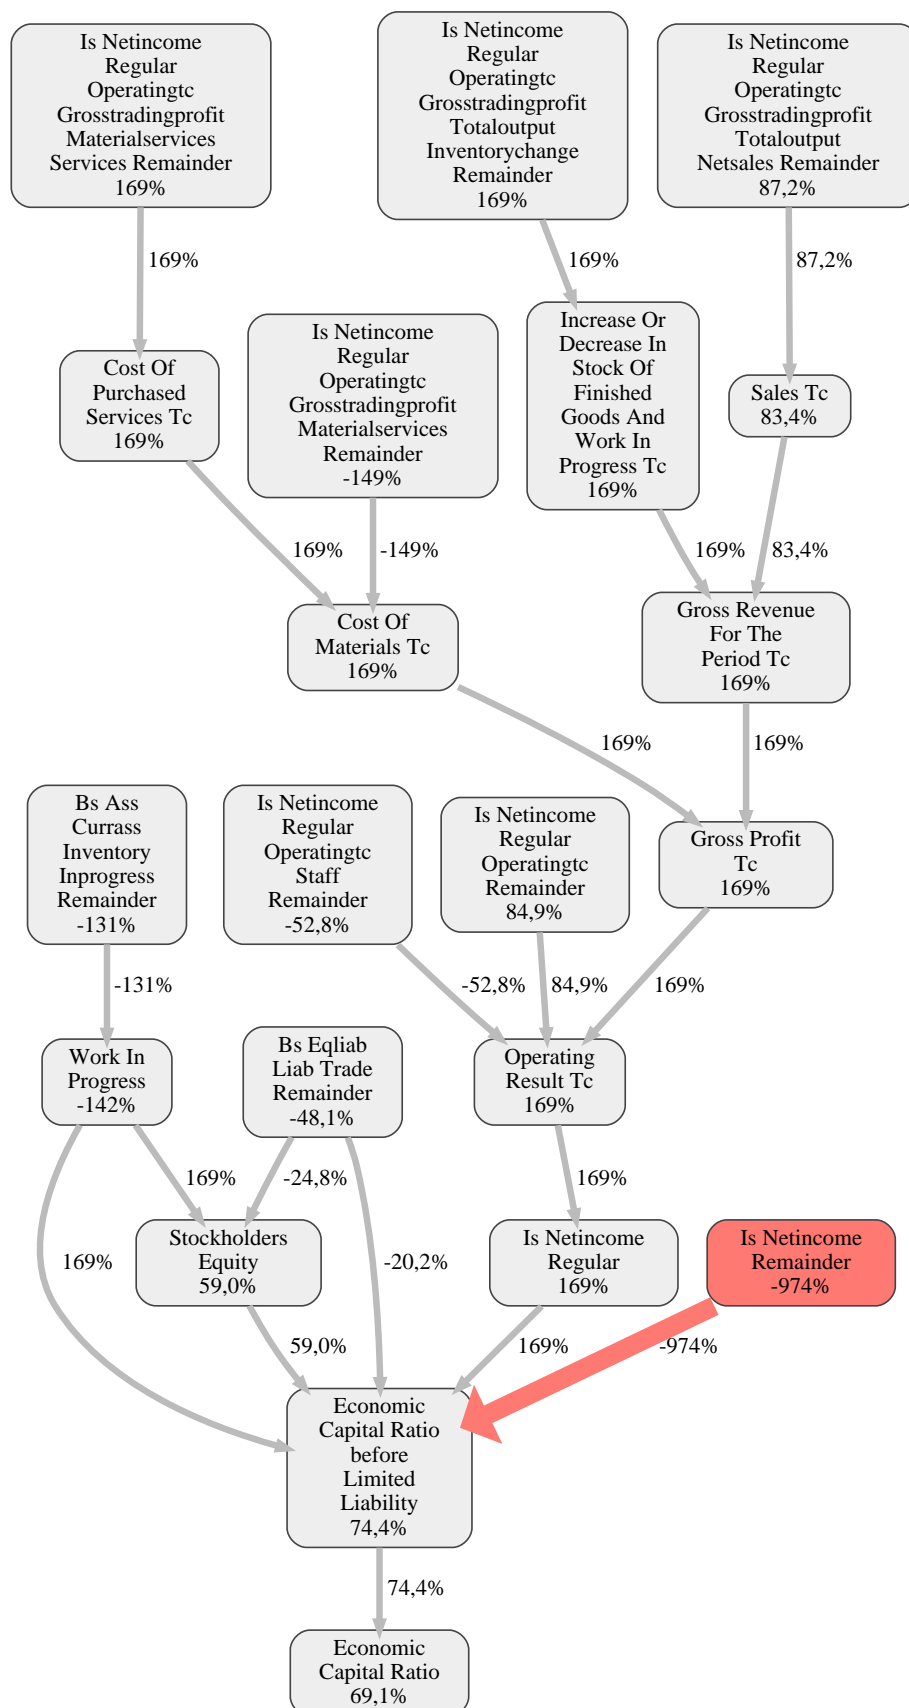 Is Netincome
Regular
Operatingtc
Grosstradingprofit
Materialservices
Services Remainder
169%
Is Netincome
Regular
Operatingtc
Grosstradingprofit
Totaloutput
Inventorychange
Remainder
169%
Is Netincome
Regular
Operatingtc
Grosstradingprofit
Totaloutput
Netsales Remainder
87,2%
169%
169%
87,2%
Cost Of
Purchased
Services Tc
169%
Is Netincome
Regular
Operatingtc
Grosstradingprofit
Materialservices
Remainder
-149%
Increase Or
Decrease In
Stock Of
Finished
Goods And
Work In
Progress Tc
169%
Sales Tc
83,4%
169%
-149%
169%
83,4%
Cost Of
Materials Tc
169%
Gross Revenue
For The
Period Tc
169%
169%
169%
Bs Ass
Currass
Inventory
Inprogress
Remainder
-131%
Is Netincome
Regular
Operatingtc
Staff
Remainder
-52,8%
Is Netincome
Regular
Operatingtc
Remainder
84,9%
Gross Profit
Tc
169%
-131%
-52,8%
84,9%
169%
Work In
Progress
-142%
Bs Eqliab
Liab Trade
Remainder
-48,1%
Operating
Result Tc
169%
169%
-24,8%
169%
Stockholders
Equity
59,0%
Is Netincome
Regular
169%
Is Netincome
Remainder
-974%
169%
-20,2%
59,0%
169%
-974%
Economic
Capital Ratio
before
Limited
Liability
74,4%
74,4%
Economic
Capital Ratio
69,1%